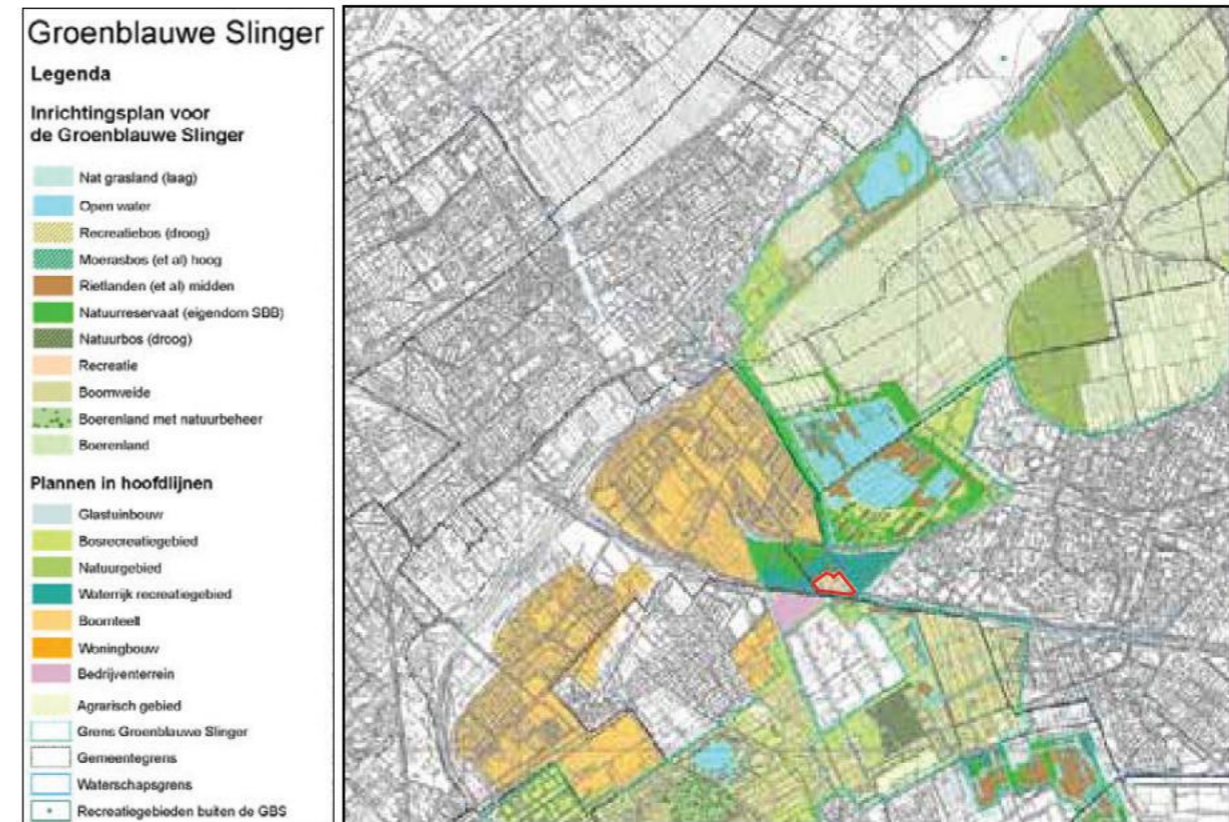 Groenblauwe Slinger
Legenda
Inrichtingsplan voor
de Groenblauwe Slinger
Nat grasland (laag)
Open water
Recreatiebos (droog)
Moerasbos (et al) hoog
Rietlanden (et al) midden
Natuurreservaat (eigendom SBB)
Natuurbos (droog)
Recreatie
Boomweide
Boerenland met natuurbeheer
Boerenland
Plannen in hoofdlijnen
Glastuinbouw
Bosrecreatiegebied
Natuurgebied
Waterrijk recreatiegebied
Boomteelt
Woningbouw
Bedrijventerrein
Agrarisch gebied
Grens Groenblauwe Slinger
Gemeentegrens
Waterschapsgrens
Recreatiegebieden buiten de GBS